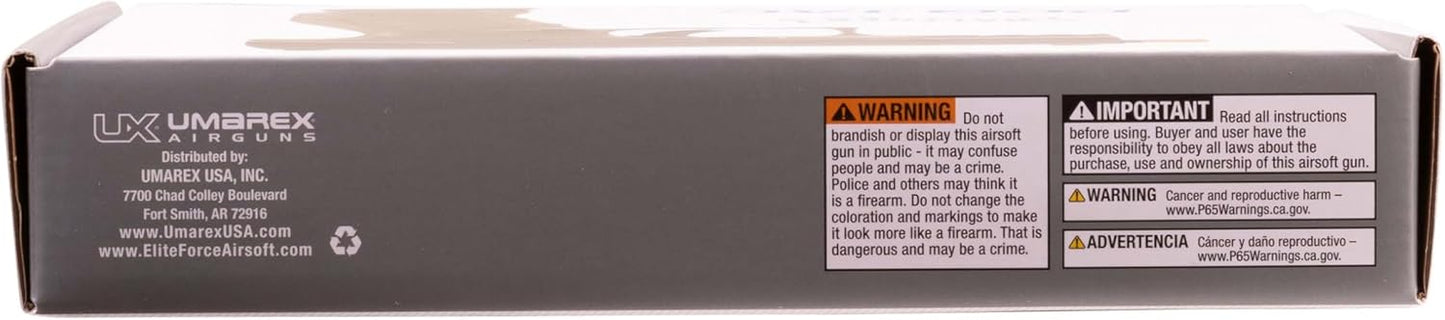 UX UMAREX
AIRGUNS
Distributed by:
UMAREX USA, INC.
7700 Chad Colley Boulevard
Fort Smith, AR 72916
www.UmarexUSA.com
www.EliteForceAirsoft.com
WARNING Do not
brandish or display this airsoft
gun in public - it may confuse
people and may be a crime.
Police and others may think it
is a firearm. Do not change the
coloration and markings to make
it look more like a firearm. That is
dangerous and may be a crime.
IMPORTANT Read all instructions
before using. Buyer and user have the
responsibility to obey all laws about the
purchase, use and ownership of this airsoft gun.
WARNING Cancer and reproductive harm –
www.P65Warnings.ca.gov.
ADVERTENCIA Cáncer y daño reproductivo –
www.P65Warnings.ca.gov.